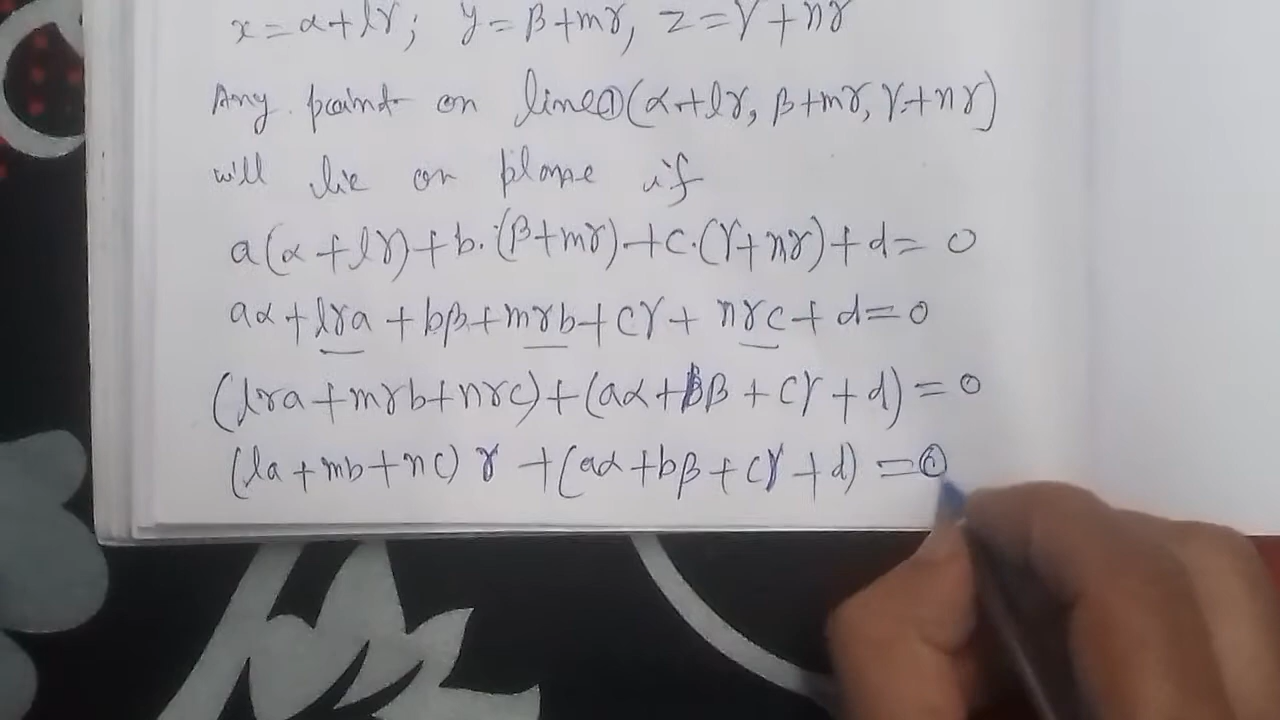 x=α+lr; y=β+mr, z=γ+nr
Any point on line①(α+lr, β+mr, γ+nr)
will lie on plane if
a(α+lr)+b.(β+mr)+c.(γ+nr)+d=0
aα+lra+bβ+mrb+cγ+nrc+d=0
(lra+mrb+nrc)+(aα+bβ+cγ+d)=0
(la+mb+nc)r+(aα+bβ+cγ+d)=0